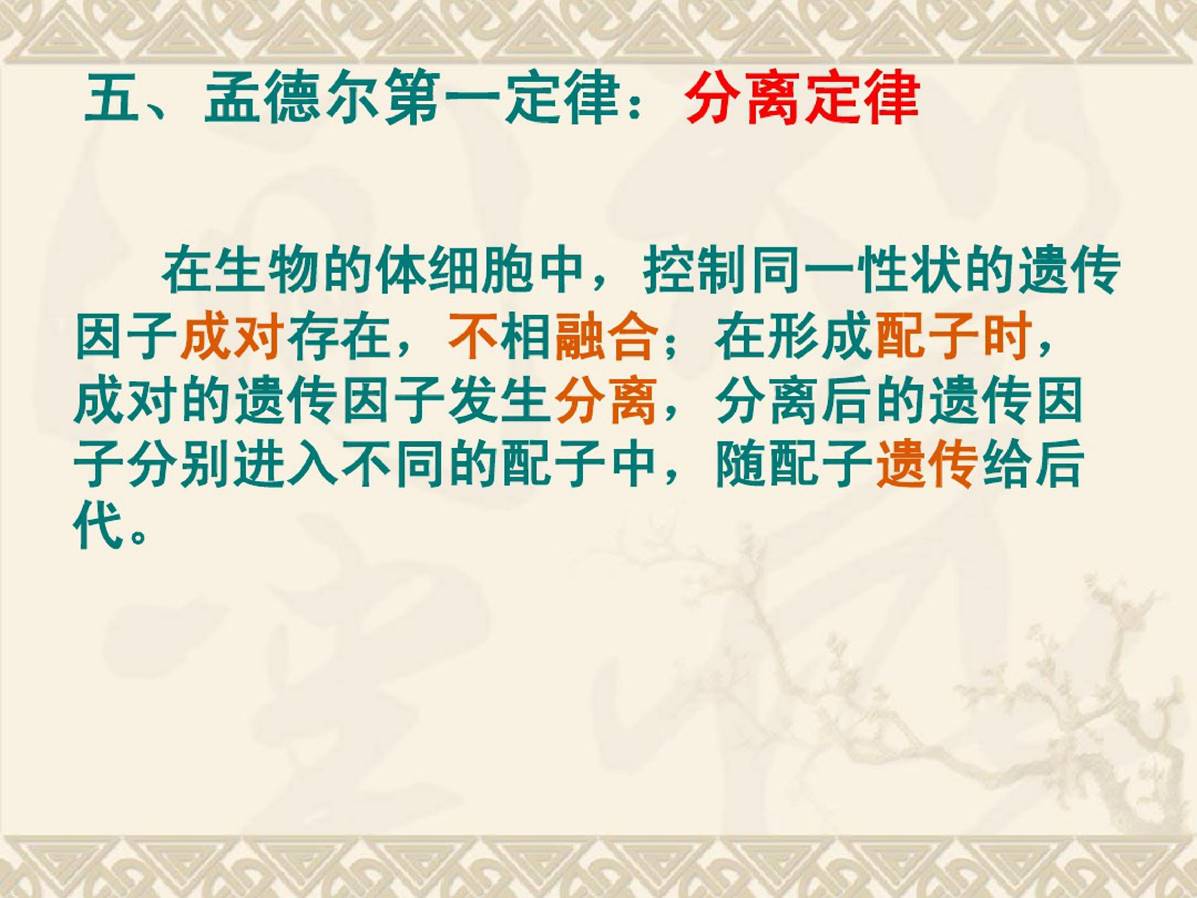 五、孟德尔第一定律：分离定律
在生物的体细胞中，控制同一性状的遗传
因子成对存在，不相融合；在形成配子时，
成对的遗传因子发生分离，分离后的遗传因
子分别进入不同的配子中，随配子遗传给后
代。